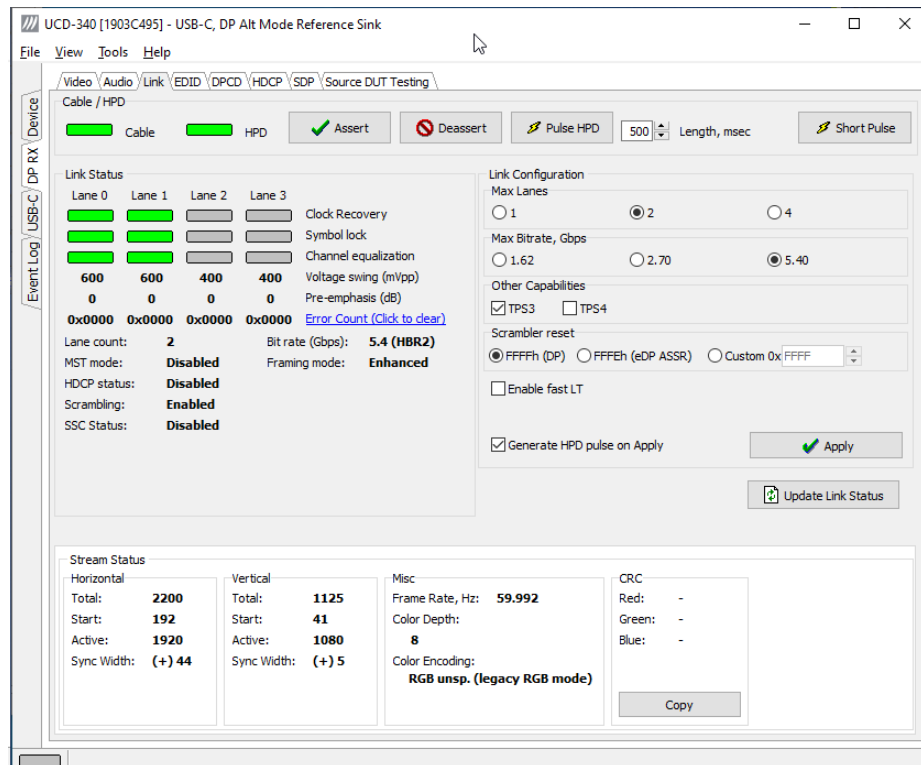 UCD-340 [1903C495] - USB-C, DP Alt Mode Reference Sink
File View Tools Help
Video Audio Link EDID DPCD HDCP SDP Source DUT Testing
Device
DP RX
USB-C
Event Log
Cable / HPD
Cable HPD Assert Deassert Pulse HPD 500 Length, msec Short Pulse
Link Status
Lane 0 Lane 1 Lane 2 Lane 3
Clock Recovery
Symbol lock
Channel equalization
600 600 400 400 Voltage swing (mVpp)
0 0 0 0 Pre-emphasis (dB)
0x0000 0x0000 0x0000 0x0000 Error Count (Click to clear)
Lane count: 2 Bit rate (Gbps): 5.4 (HBR2)
MST mode: Disabled Framing mode: Enhanced
HDCP status: Disabled
Scrambling: Enabled
SSC Status: Disabled
Link Configuration
Max Lanes
1 2 4
Max Bitrate, Gbps
1.62 2.70 5.40
Other Capabilities
TPS3 TPS4
Scrambler reset
FFFFh (DP) FFFEh (eDP ASSR) Custom 0x FFFF
Enable fast LT
Generate HPD pulse on Apply Apply
Update Link Status
Stream Status
Horizontal
Total: 2200
Start: 192
Active: 1920
Sync Width: (+) 44
Vertical
Total: 1125
Start: 41
Active: 1080
Sync Width: (+) 5
Misc
Frame Rate, Hz: 59.992
Color Depth:
8
Color Encoding:
RGB unsp. (legacy RGB mode)
CRC
Red: -
Green: -
Blue: -
Copy